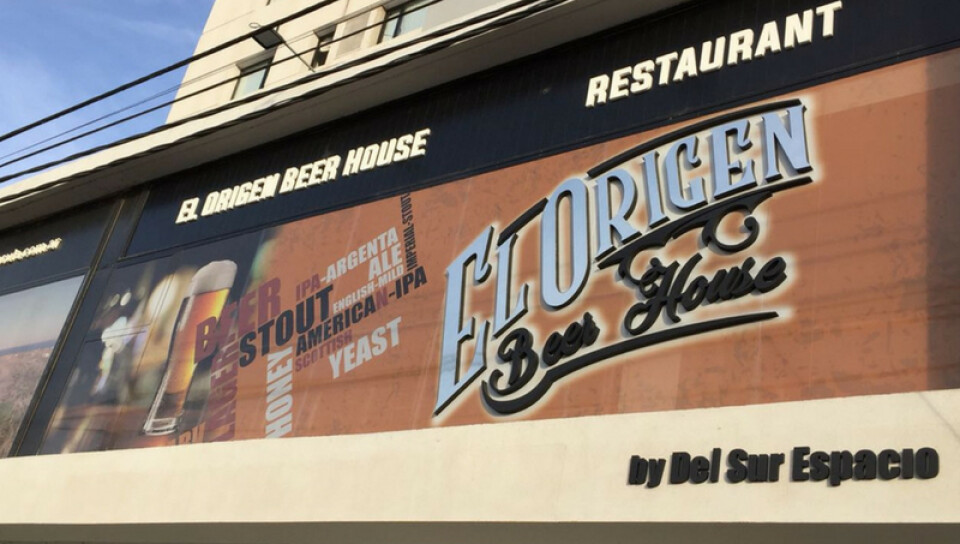 RESTAURANT
EL ORIGEN BEER HOUSE
EL ORIGEN
Beer House
BEER
IPA-ARGENTA
ALE
IMPERIAL-STOUT
STOUT
ENGLISH-MILD
AMERICAN-IPA
SCOTTISH
YEAST
HONEY
LAGER
by Del Sur Espacio